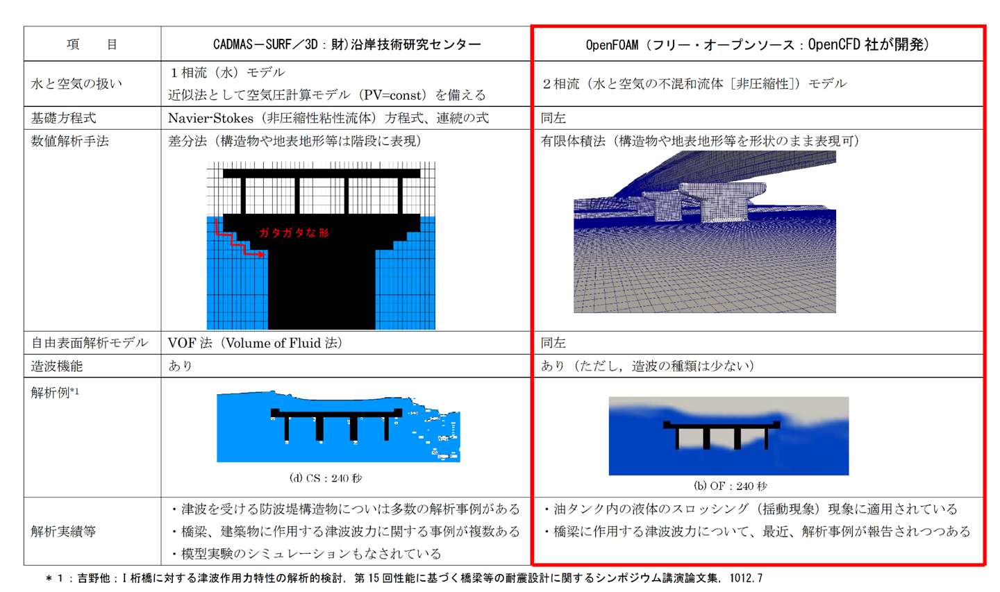 項　　目
CADMAS－SURF／3D：財)沿岸技術研究センター
OpenFOAM（フリー・オープンソース：OpenCFD 社が開発）
水と空気の扱い
１相流（水）モデル
近似法として空気圧計算モデル（PV=const）を備える
２相流（水と空気の不混和流体［非圧縮性］）モデル
基礎方程式
Navier-Stokes（非圧縮性粘性流体）方程式、連続の式
同左
数値解析手法
差分法（構造物や地表地形等は階段に表現）
ガタガタな形
有限体積法（構造物や地表地形等を形状のまま表現可）
自由表面解析モデル
VOF 法（Volume of Fluid 法）
同左
造波機能
あり
あり（ただし，造波の種類は少ない）
解析例*1
(d) CS：240 秒
(b) OF：240 秒
解析実績等
・津波を受ける防波堤構造物についは多数の解析事例がある
・橋梁、建築物に作用する津波波力に関する事例が複数ある
・模型実験のシミュレーションもなされている
・油タンク内の液体のスロッシング（揺動現象）現象に適用されている
・橋梁に作用する津波波力について、最近、解析事例が報告されつつある
＊１：吉野他；I 桁橋に対する津波作用力特性の解析的検討，第 15 回性能に基づく橋梁等の耐震設計に関するシンポジウム講演論文集，1012.7